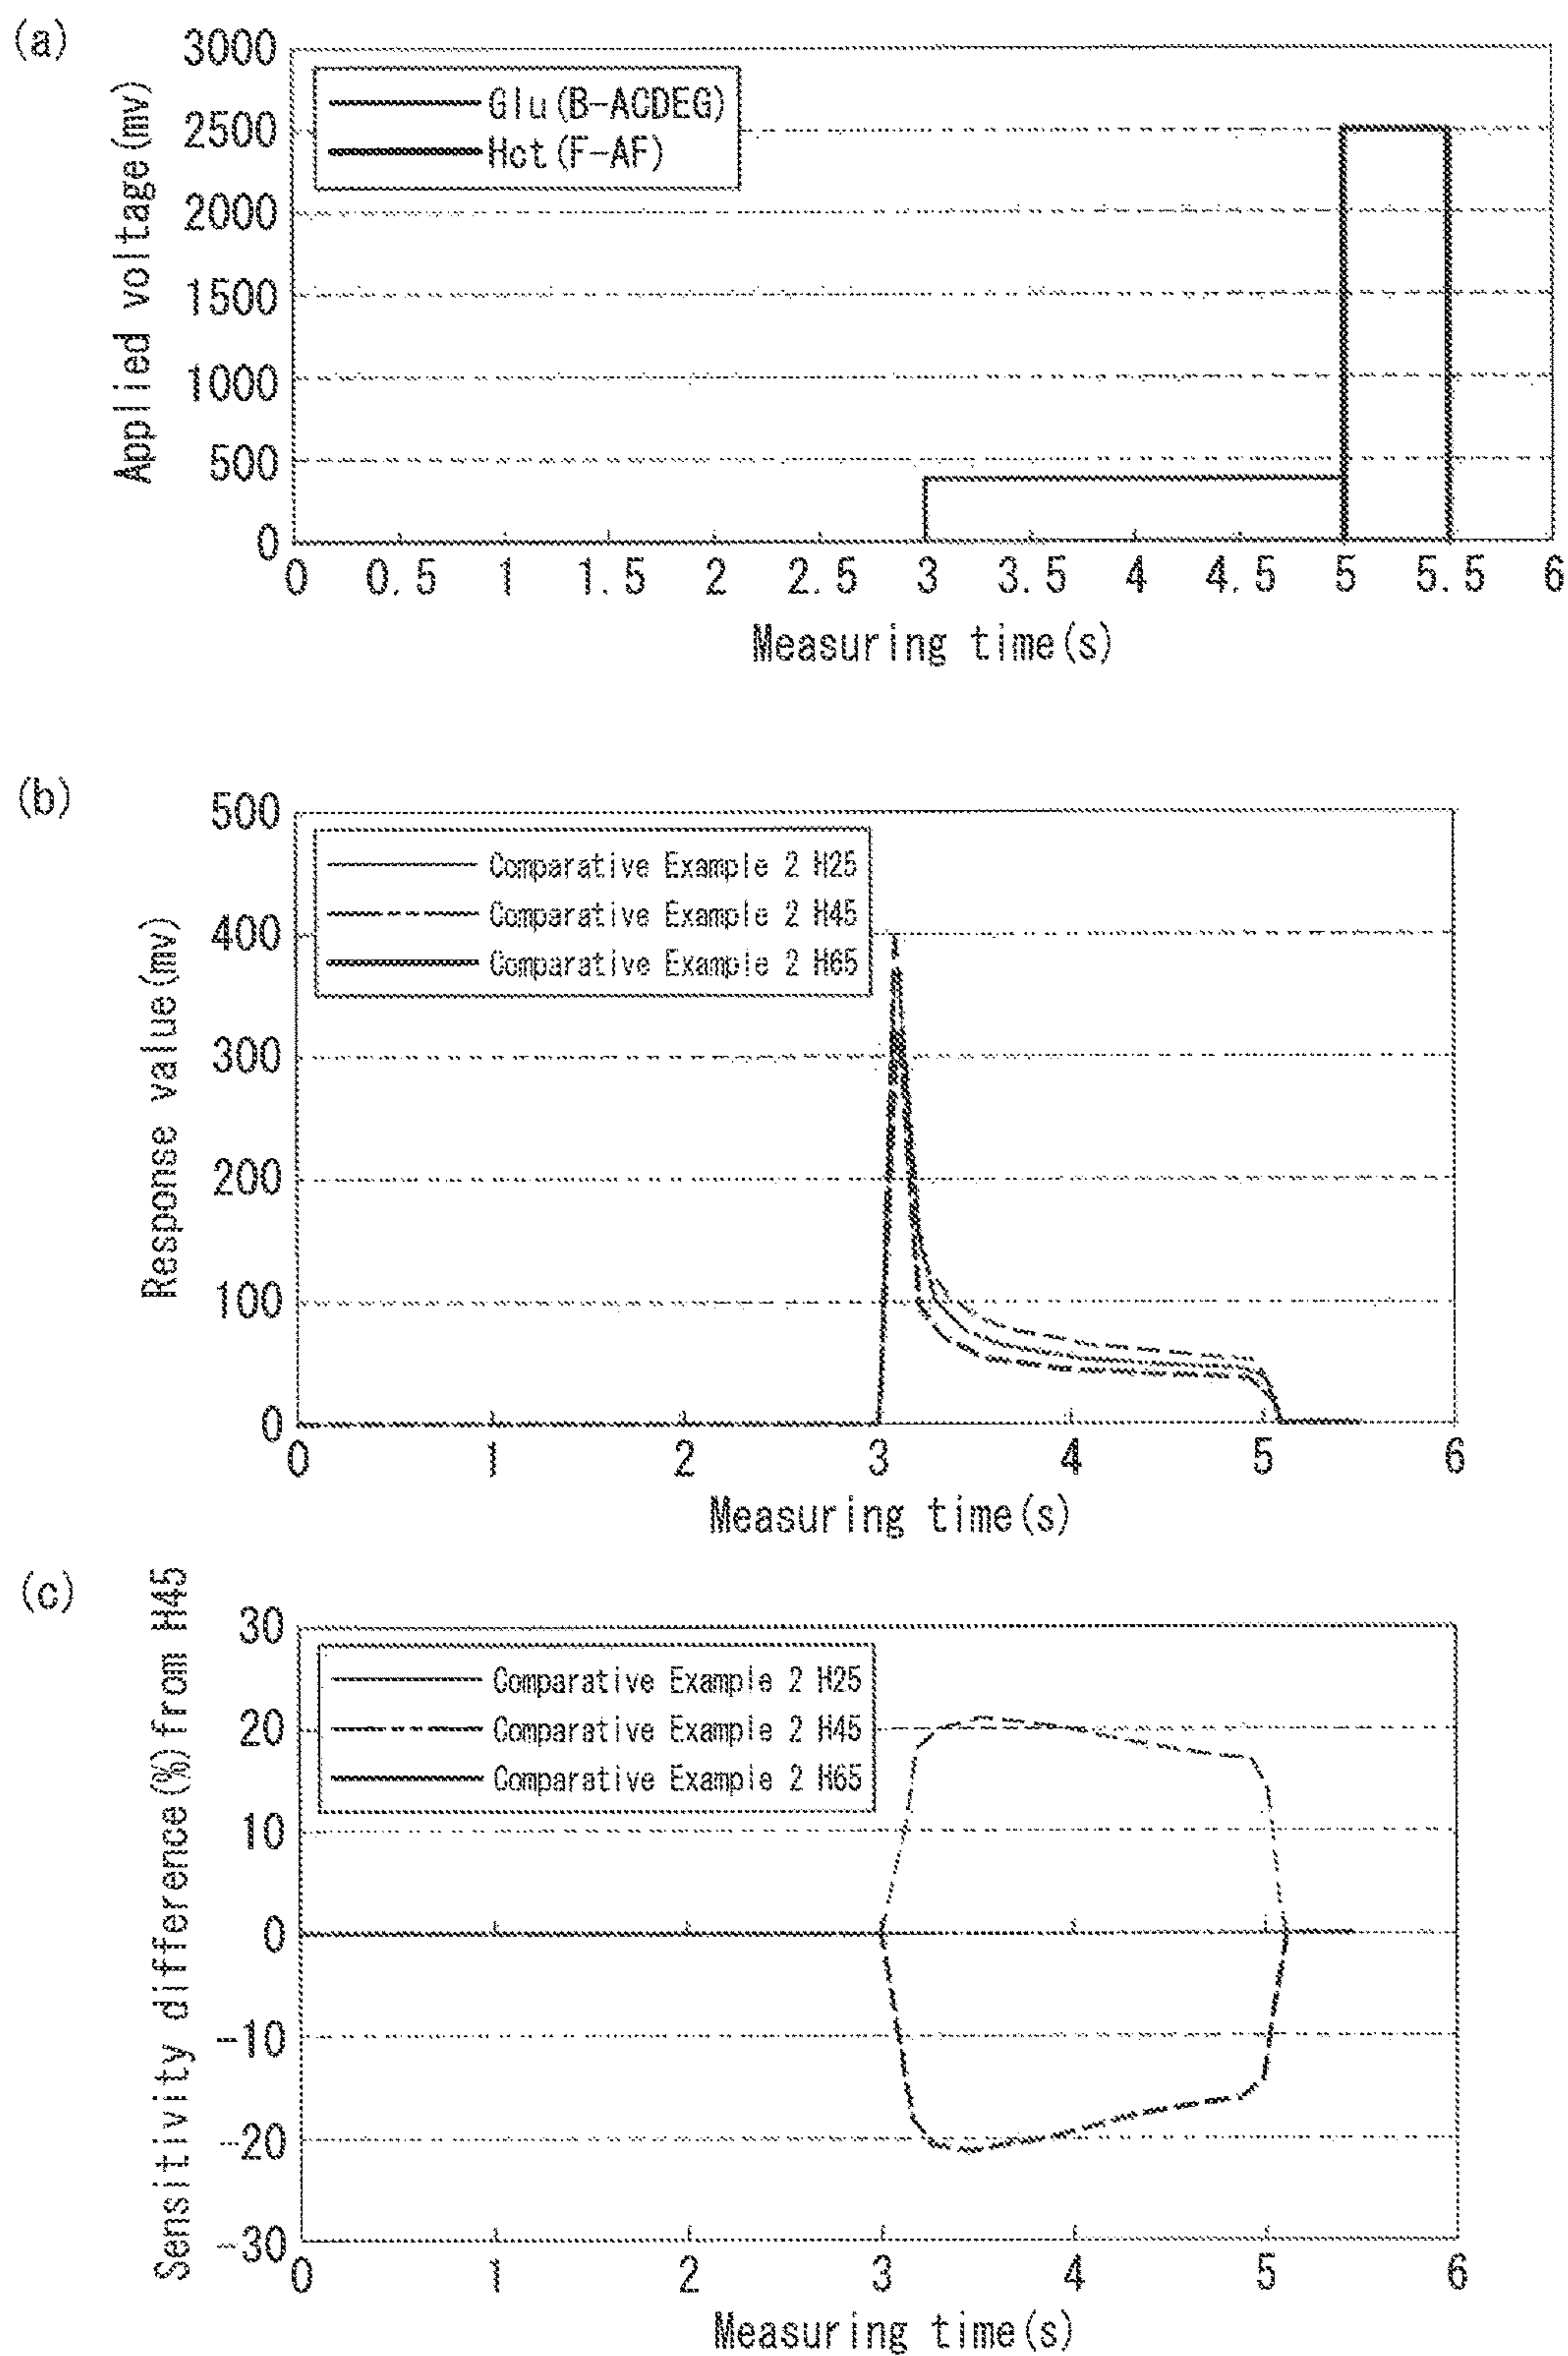 (a)
Applied voltage(mv)
3000
2500
2000
1500
1000
500
0
Glu(B-ACDEG)
Hct(F-AF)
0 0.5 1 1.5 2 2.5 3 3.5 4 4.5 5 5.5 6
Measuring time(s)
(b)
Response value(mv)
500
400
300
200
100
0
Comparative Example 2 H25
Comparative Example 2 H45
Comparative Example 2 H65
0 1 2 3 4 5 6
Measuring time(s)
(c)
Sensitivity difference(%)from H45
30
20
10
0
-10
-20
-30
Comparative Example 2 H25
Comparative Example 2 H45
Comparative Example 2 H65
0 1 2 3 4 5 6
Measuring time(s)